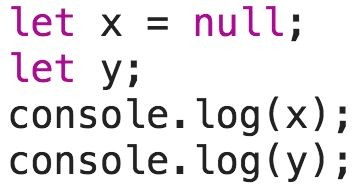 let x = null;
let y;
console.log(x);
console.log(y);